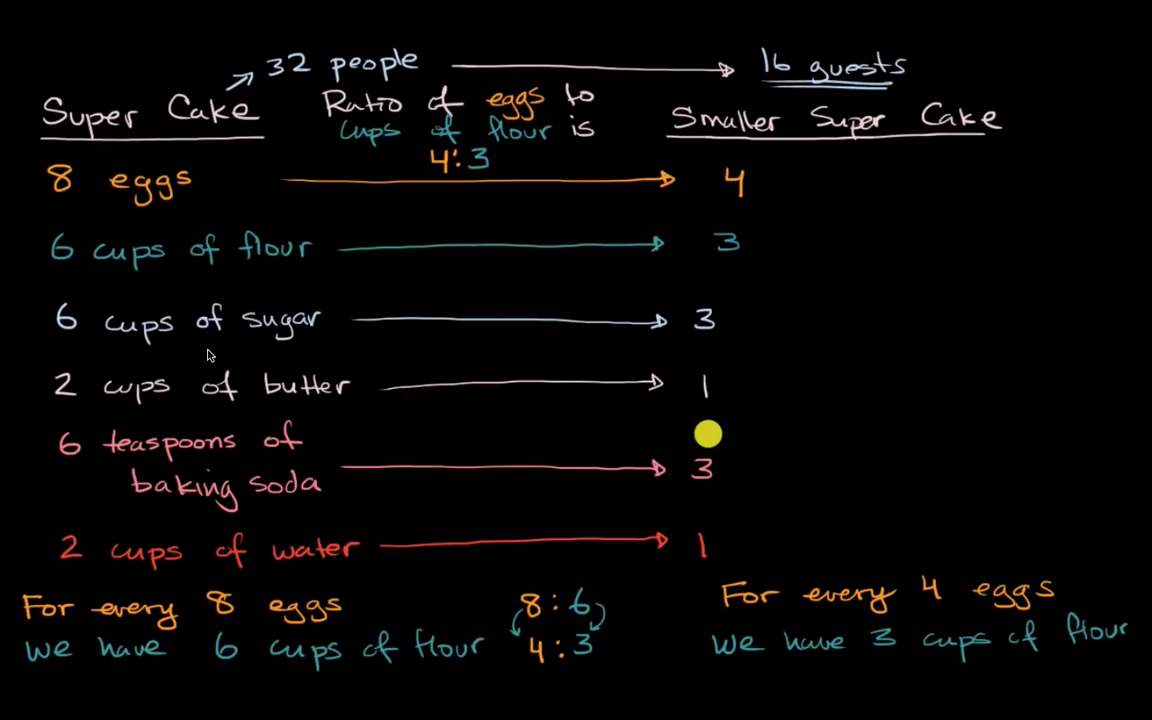 32 people 16 guests
Super Cake Ratio of eggs to Smaller Super Cake
cups of flour is
4:3
8 eggs 4
6 cups of flour 3
6 cups of sugar 3
2 cups of butter 1
6 teaspoons of
baking soda 3
2 cups of water 1
For every 8 eggs 8:6 For every 4 eggs
we have 6 cups of flour 4:3 we have 3 cups of flour